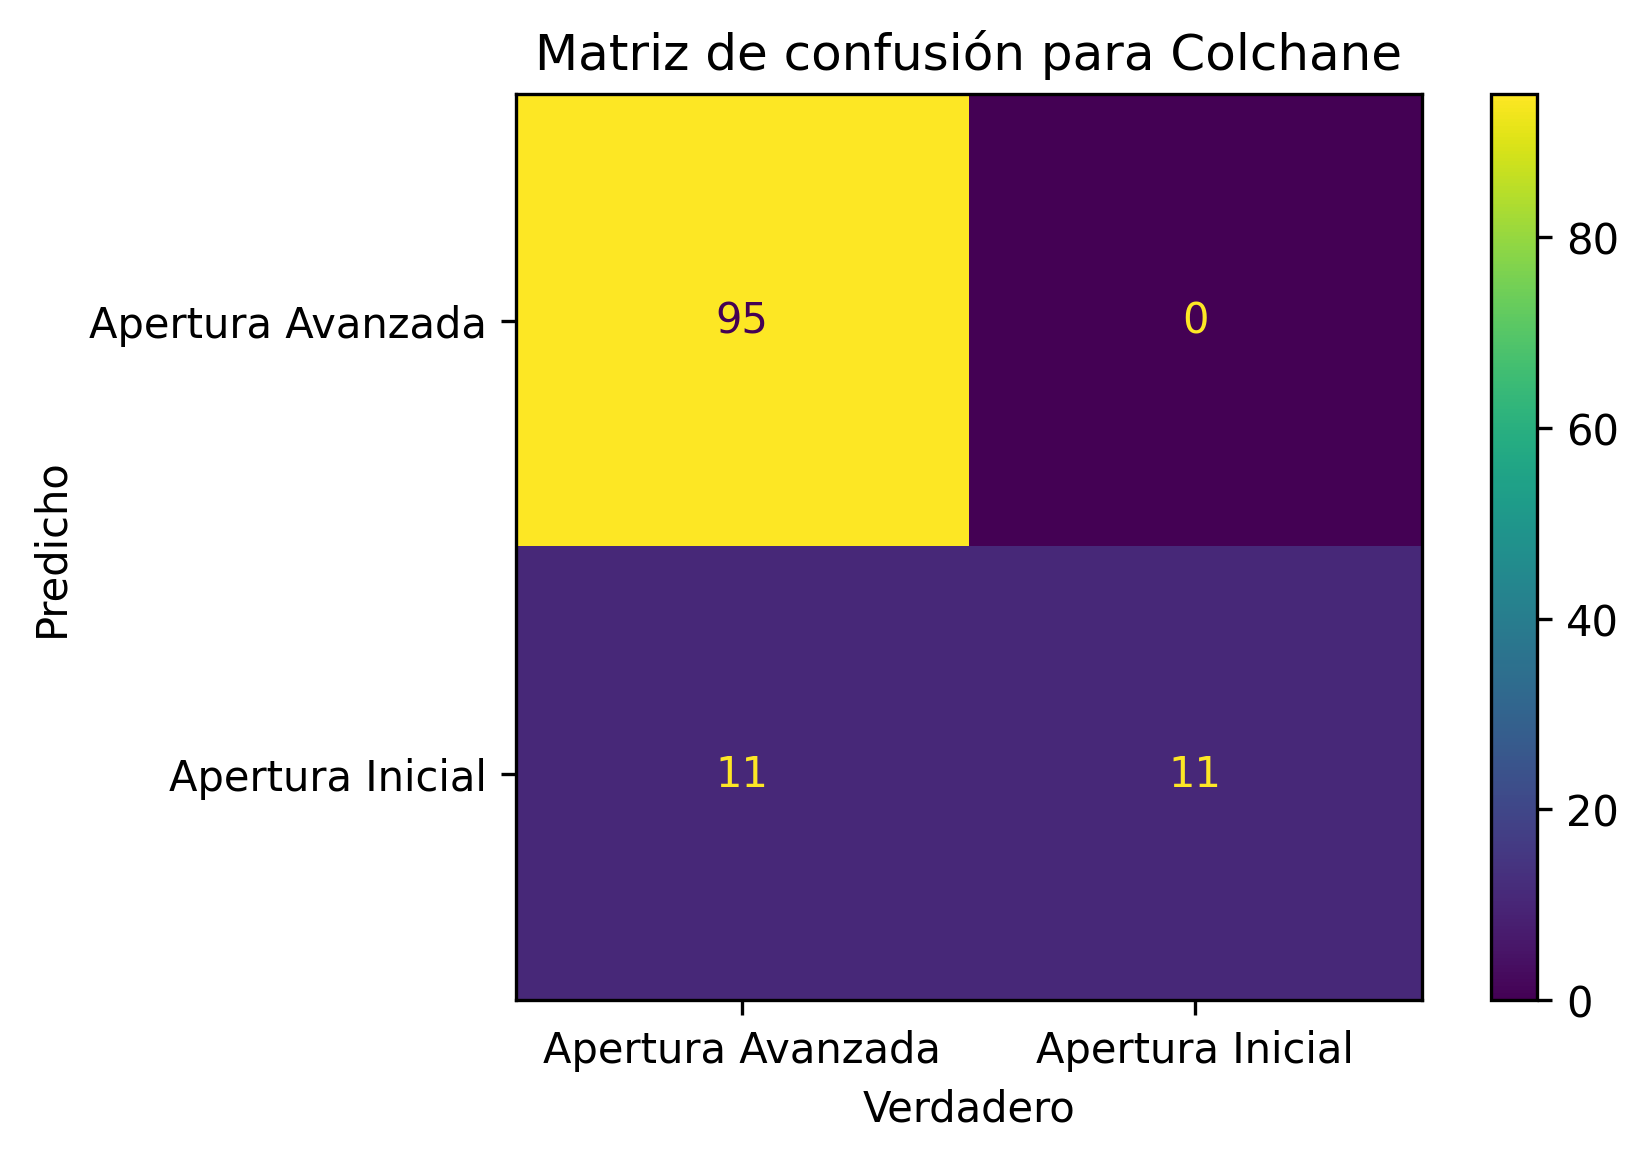 Matriz de confusión para Colchane
Predicho
Apertura Avanzada
95
0
Apertura Inicial
11
11
Apertura Avanzada
Apertura Inicial
Verdadero
80
60
40
20
0